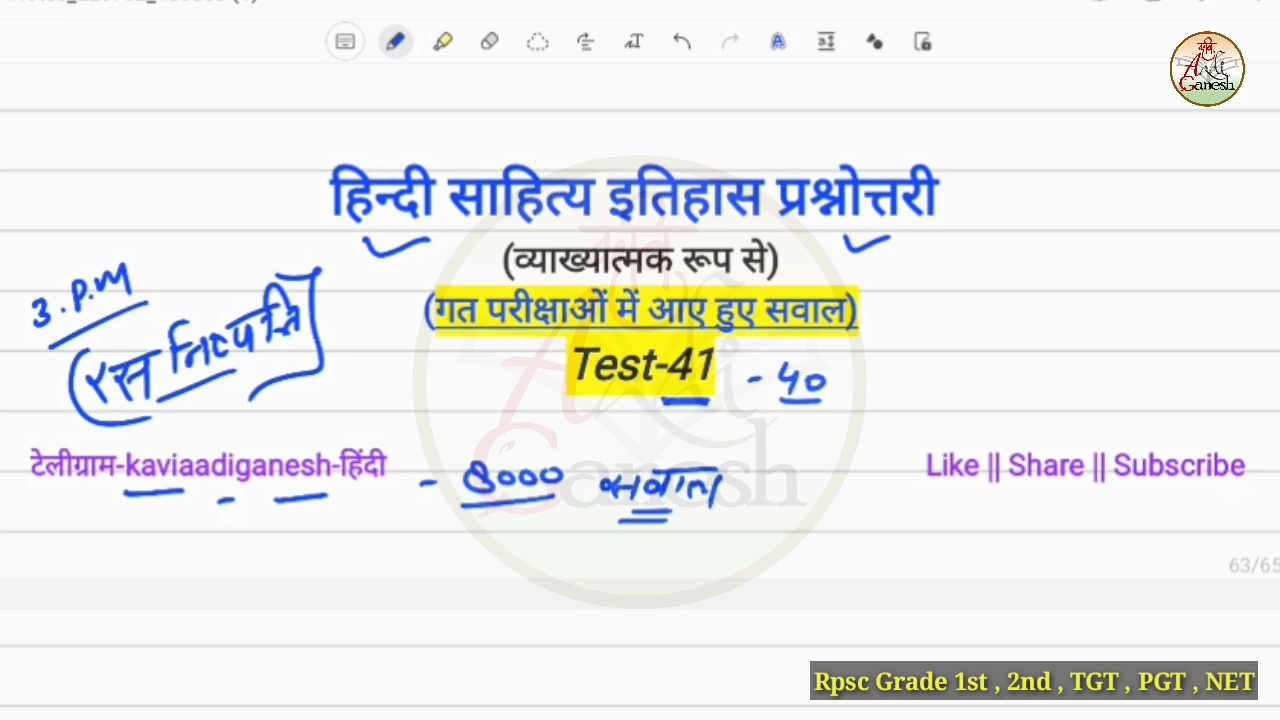 हिन्दी साहित्य इतिहास प्रश्नोत्तरी
(व्याख्यात्मक रूप से)
(गत परीक्षाओं में आए हुए सवाल)
Test-41 - 40
3. P.M
(रस निष्पत्ति]
टेलीग्राम-kaviaadiganesh-हिंदी - 8000 सवाल
Like || Share || Subscribe
63/65
Rpsc Grade 1st , 2nd , TGT , PGT , NET